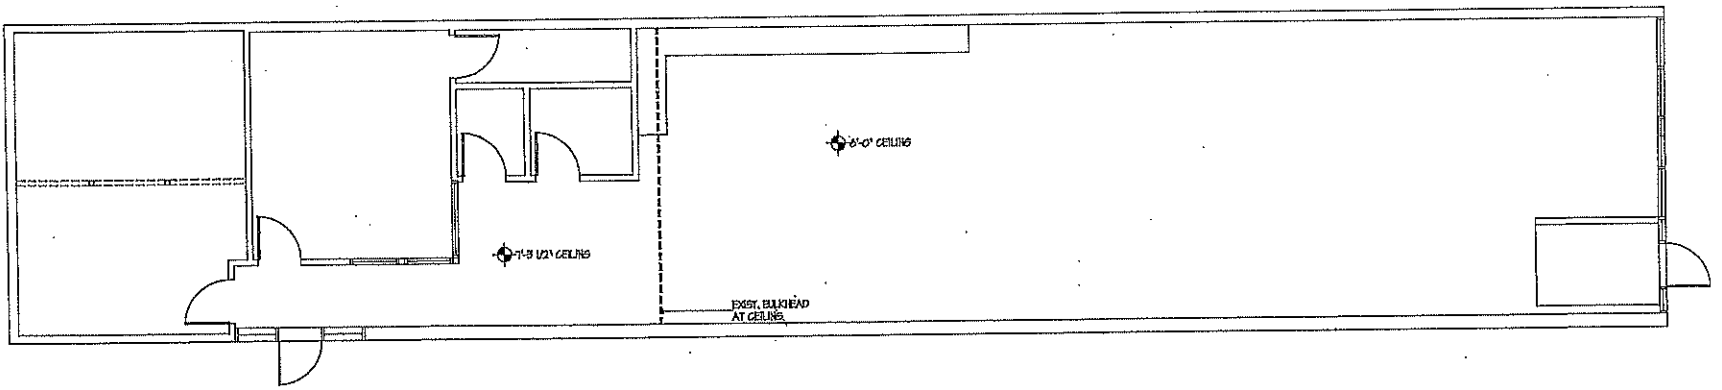 8'-0" CEILING
7'-8 1/2" CEILING
EXIST. BULKHEAD
AT CEILING